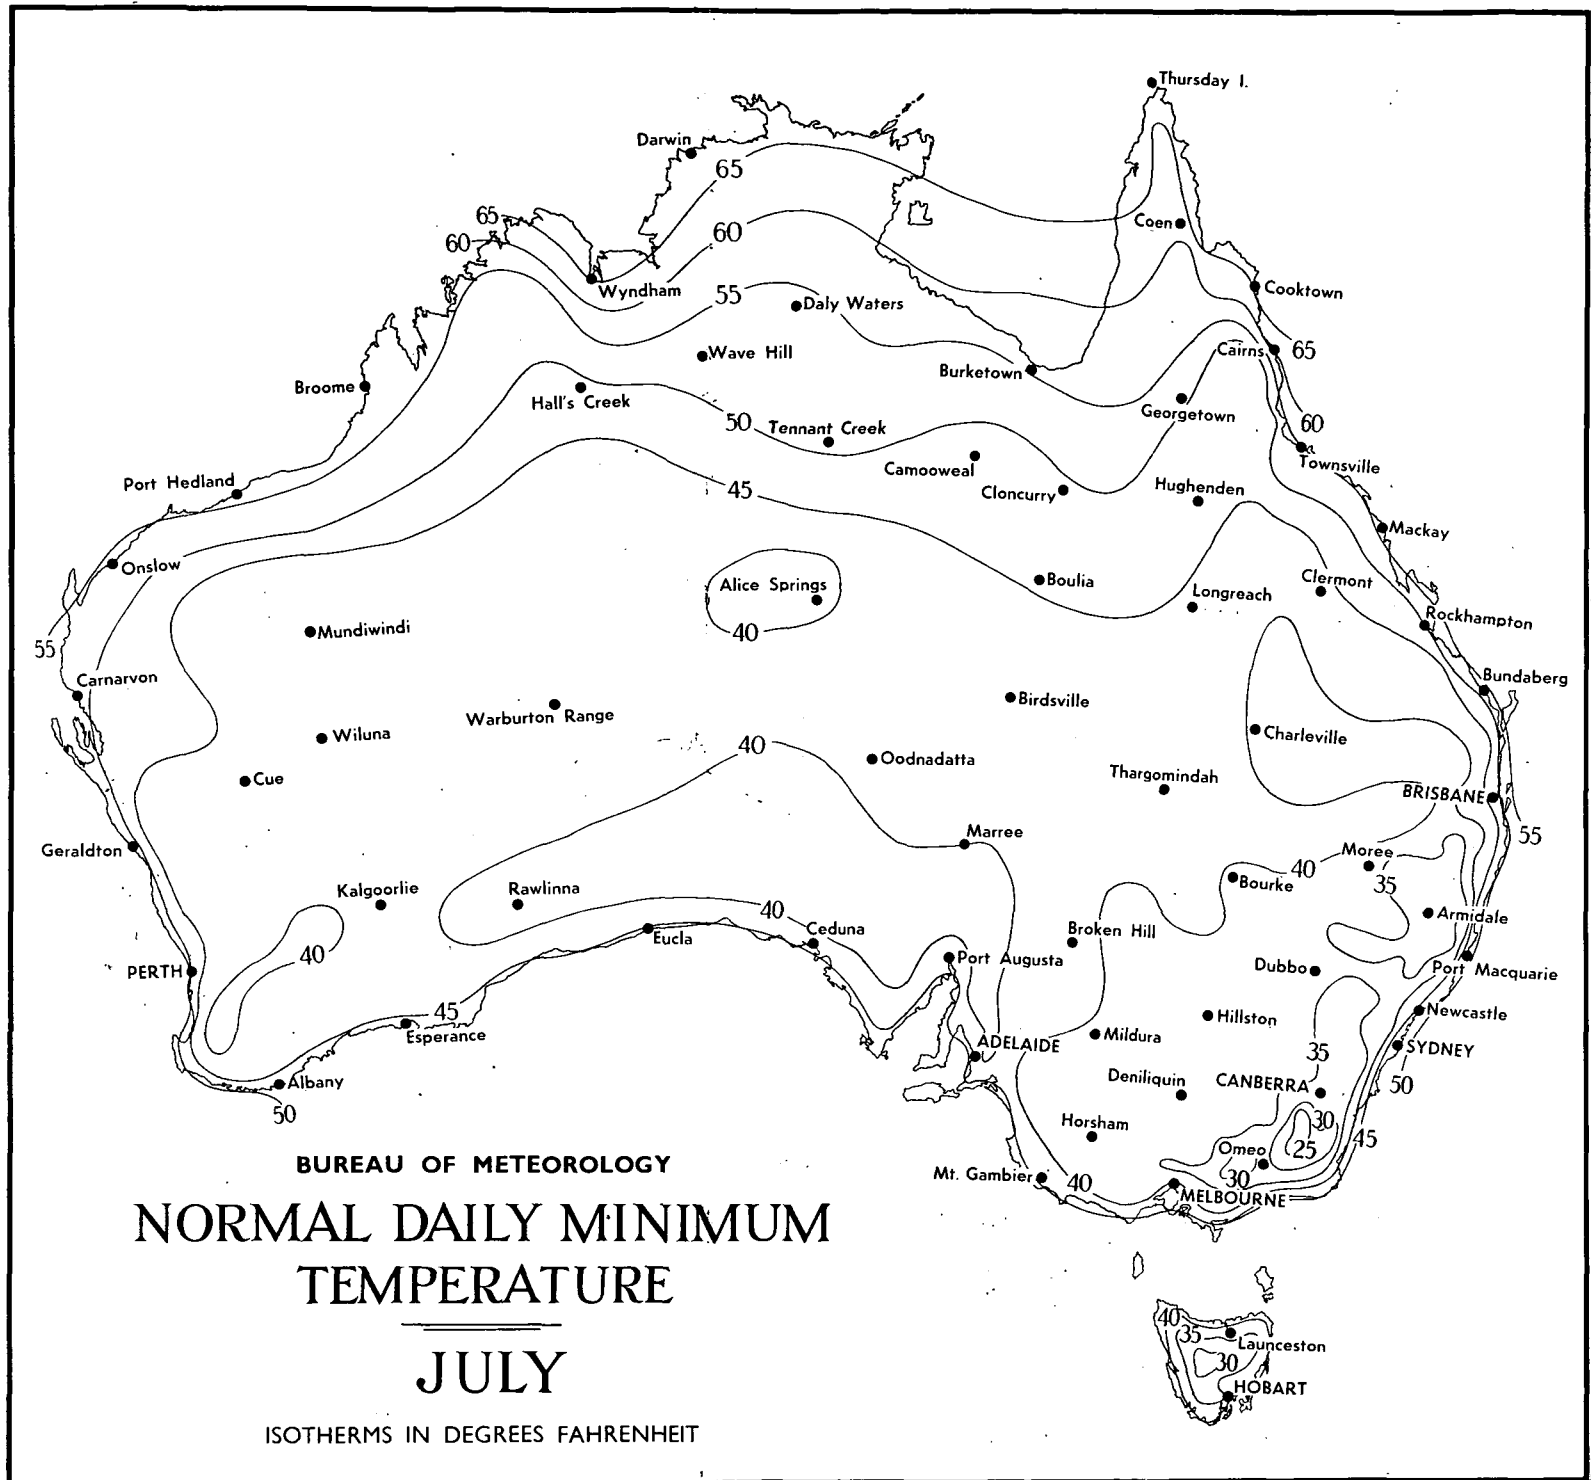 Thursday I.
Darwin
65
65
Coen
60
60
Wyndham
55
Daly Waters
Cooktown
Wave Hill
Cairns
65
Broome
Burketown
Hall's Creek
Georgetown
50
Tennant Creek
60
Camooweal
Townsville
Port Hedland
45
Cloncurry
Hughenden
Mackay
Onslow
Alice Springs
Boulia
Longreach
Clermont
Mundiwindi
40
Rockhampton
55
Carnarvon
Birdsville
Bundaberg
Warburton Range
Wiluna
40
Charleville
Cue
Oodnadatta
Thargomindah
BRISBANE
55
Marree
Geraldton
Moree
40
Kalgoorlie
Rawlinna
Bourke
35
40
Armidale
Ceduna
Broken Hill
Eucla
40
Port Augusta
PERTH
Dubbo
Port Macquarie
45
Hillston
Newcastle
Esperance
ADELAIDE
Mildura
35
SYDNEY
Albany
Deniliquin
CANBERRA
50
50
Horsham
30
45
25
Omeo
Mt. Gambier
40
30
MELBOURNE
BUREAU OF METEOROLOGY
NORMAL DAILY MINIMUM
TEMPERATURE
JULY
ISOTHERMS IN DEGREES FAHRENHEIT
40
35
Launceston
30
HOBART